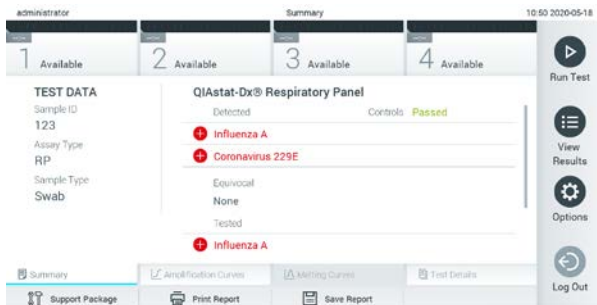 administrator Summary 10:50 2020-05-18
1 Available 2 Available 3 Available 4 Available
Run Test
TEST DATA
Sample ID
123
Assay Type
RP
Sample Type
Swab
QIAstat-Dx® Respiratory Panel
Detected Controls Passed
Influenza A
Coronavirus 229E
Equivocal
None
Tested
Influenza A
View
Results
Options
Log Out
Summary Amplification Curves Melting Curves Test Details
Support Package Print Report Save Report